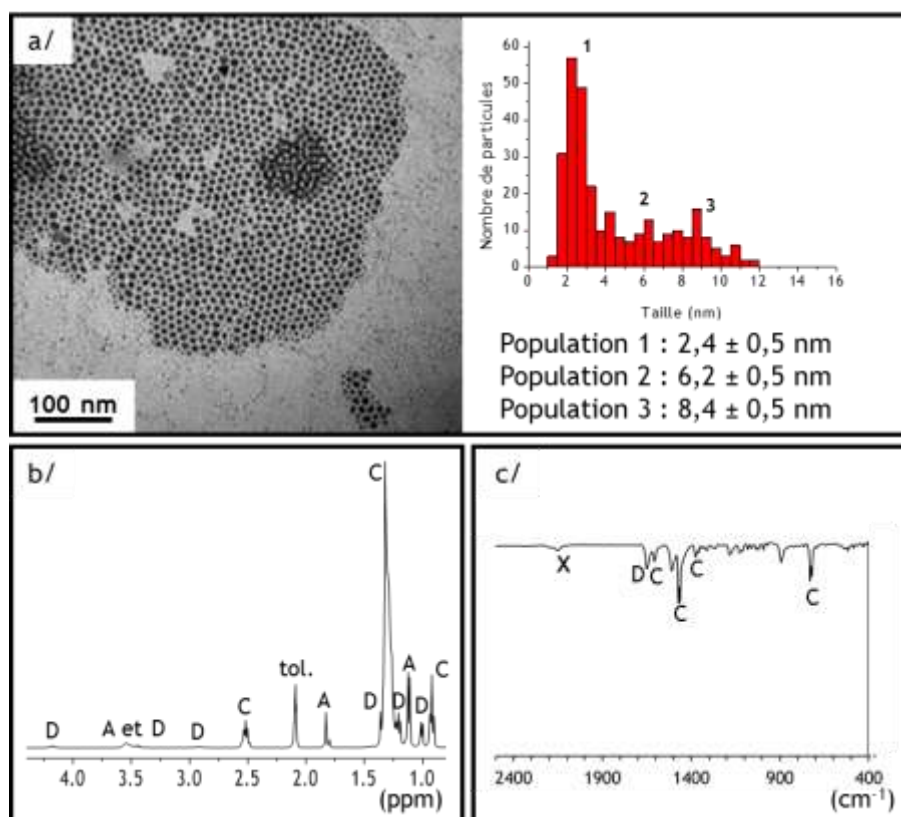 a/
100 nm
Nombre de particules
60
50
40
30
20
10
0
1
2
3
0 2 4 6 8 10 12 14 16
Taille (nm)
Population 1 : 2,4 ± 0,5 nm
Population 2 : 6,2 ± 0,5 nm
Population 3 : 8,4 ± 0,5 nm
b/
C
D
A et D
D
C
tol.
A
D
D
A
D
C
4.0 3.5 3.0 2.5 2.0 1.5 1.0
(ppm)
c/
X
D
C
C
C
C
2400 1900 1400 900 400
(cm⁻¹)